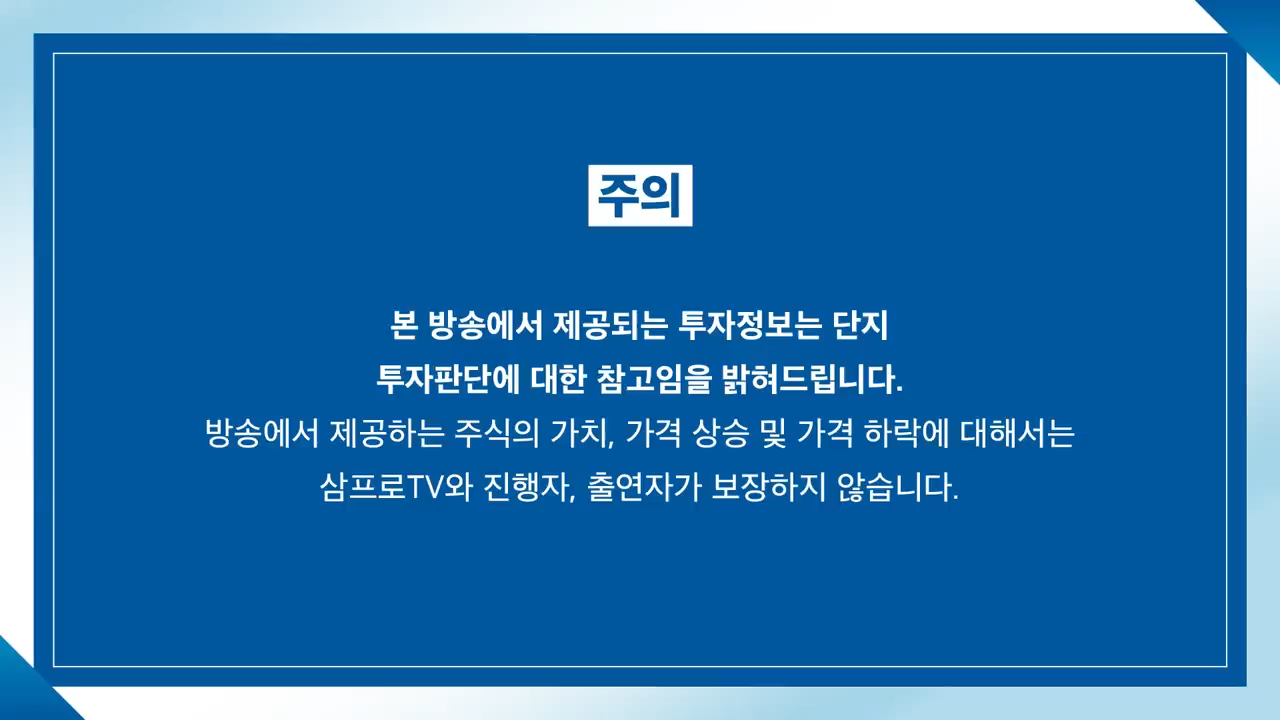 주의
본 방송에서 제공되는 투자정보는 단지
투자판단에 대한 참고임을 밝혀드립니다.
방송에서 제공하는 주식의 가치, 가격 상승 및 가격 하락에 대해서는
삼프로TV와 진행자, 출연자가 보장하지 않습니다.